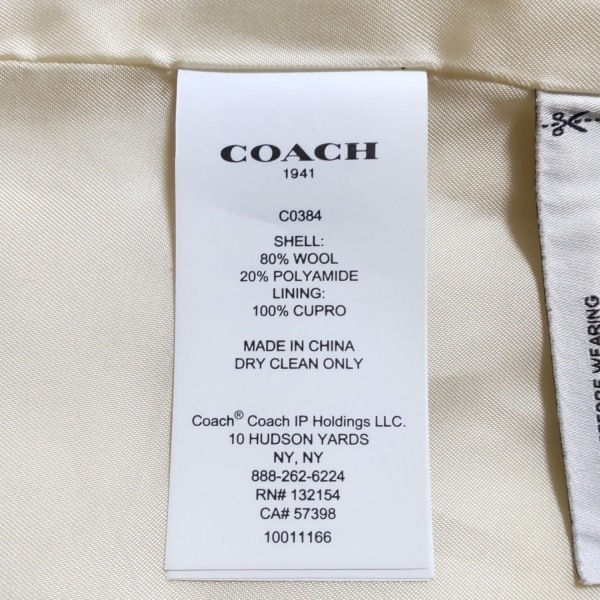 COACH
1941
C0384
SHELL:
80% WOOL
20% POLYAMIDE
LINING:
100% CUPRO
MADE IN CHINA
DRY CLEAN ONLY
Coach® Coach IP Holdings LLC.
10 HUDSON YARDS
NY, NY
888-262-6224
RN# 132154
CA# 57398
10011166
WEARING